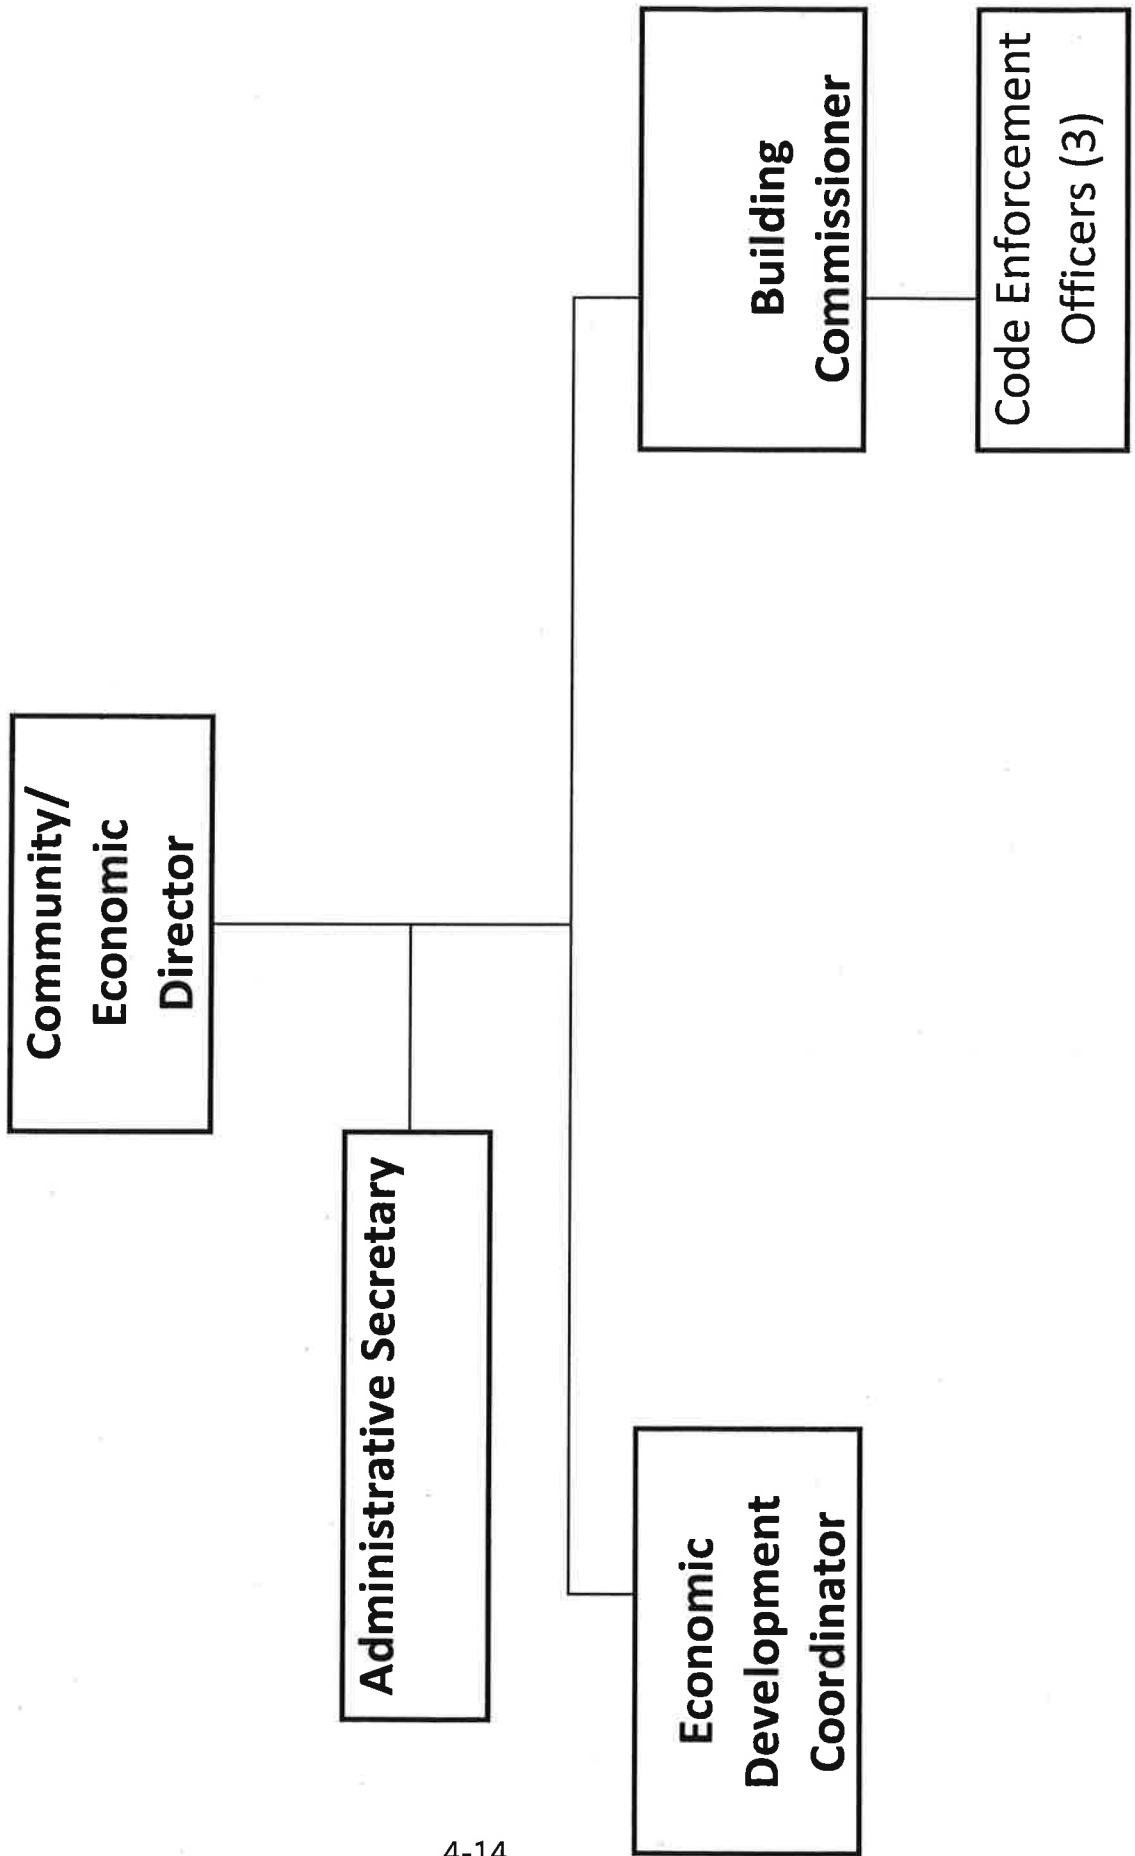 Community/
Economic
Director
Administrative Secretary
Economic
Development
Coordinator
Building
Commissioner
Code Enforcement
Officers (3)
4-14